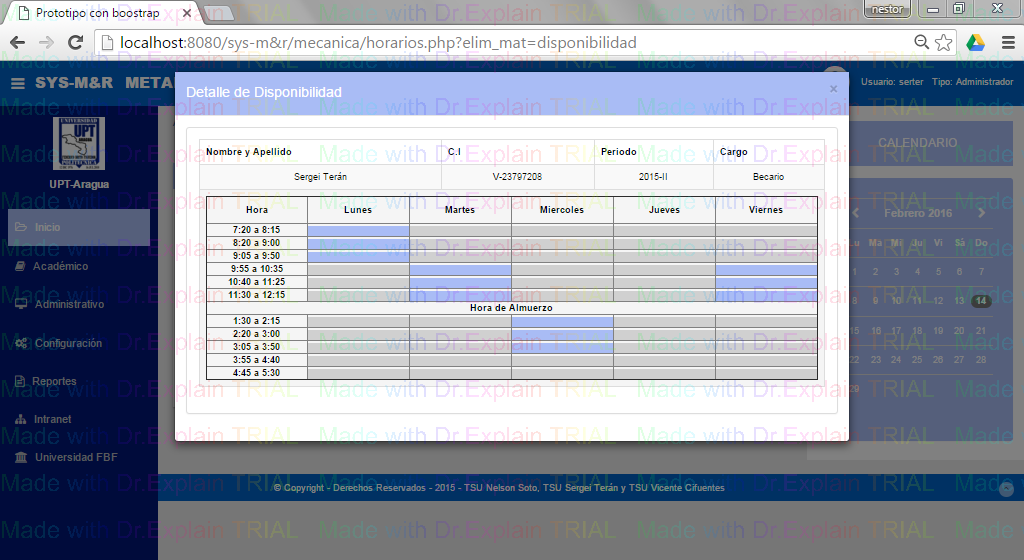 Prototipo con boostrap
nestor
localhost:8080/sys-m&r/mecanica/horarios.php?elim_mat=disponibilidad
SYS-M&R META
Usuario: serter Tipo: Administrador
UNIVERSIDAD
UPT
ARAGUA
POLITECNICA
UPT-Aragua
Inicio
Académico
Administrativo
Configuración
Reportes
Intranet
Universidad FBF
Detalle de Disponibilidad ×
Nombre y Apellido C.I Periodo Cargo
Sergei Terán V-23797208 2015-II Becario
Hora Lunes Martes Miercoles Jueves Viernes
7:20 a 8:15
8:20 a 9:00
9:05 a 9:50
9:55 a 10:35
10:40 a 11:25
11:30 a 12:15
Hora de Almuerzo
1:30 a 2:15
2:20 a 3:00
3:05 a 3:50
3:55 a 4:40
4:45 a 5:30
CALENDARIO
Febrero 2016
Lu Ma Mi Ju Vi Sá Do
1 2 3 4 5 6 7
8 9 10 11 12 13 14
15 16 17 18 19 20 21
22 23 24 25 26 27 28
29
© Copyright - Derechos Reservados - 2015 - TSU Nelson Soto, TSU Sergei Terán y TSU Vicente Cifuentes
Made with Dr.Explain TRIAL